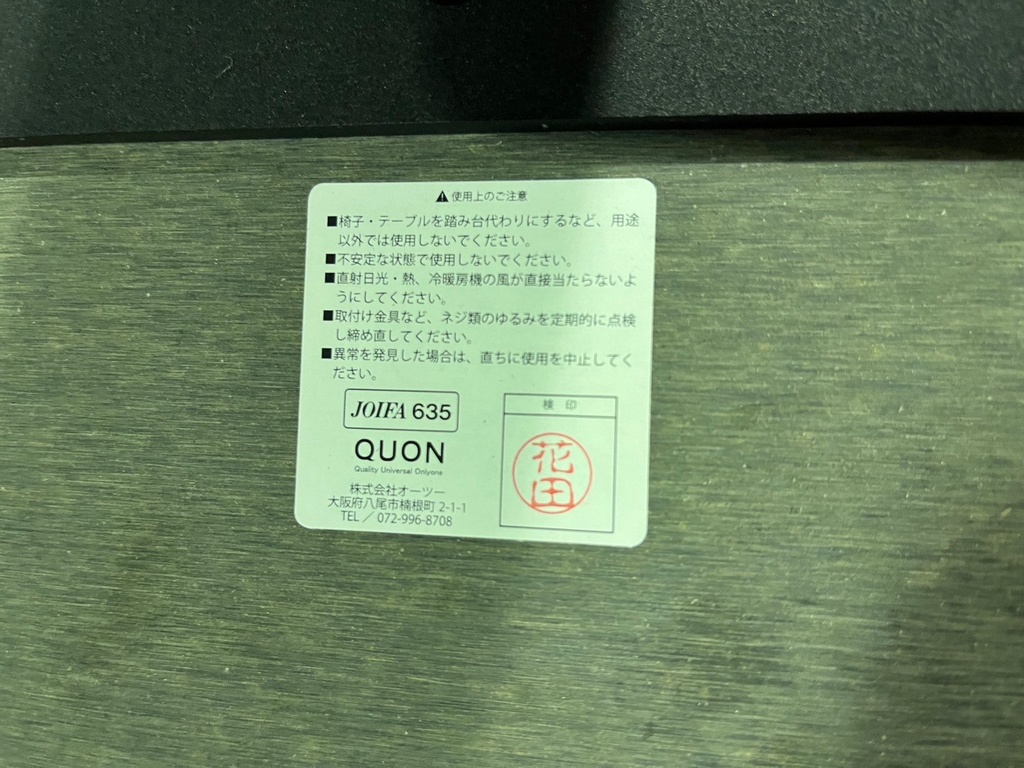 ⚠使用上のご注意
■椅子・テーブルを踏み台代わりにするなど、用途
以外では使用しないでください。
■不安定な状態で使用しないでください。
■直射日光・熱、冷暖房機の風が直接当たらないよ
うにしてください。
■取付け金具など、ネジ類のゆるみを定期的に点検
し締め直してください。
■異常を発見した場合は、直ちに使用を中止してく
ださい。
JOIFA 635
QUON
Quality Universal Onlyone
株式会社オーツー
大阪府八尾市楠根町 2-1-1
TEL / 072-996-8708
検 印
花田